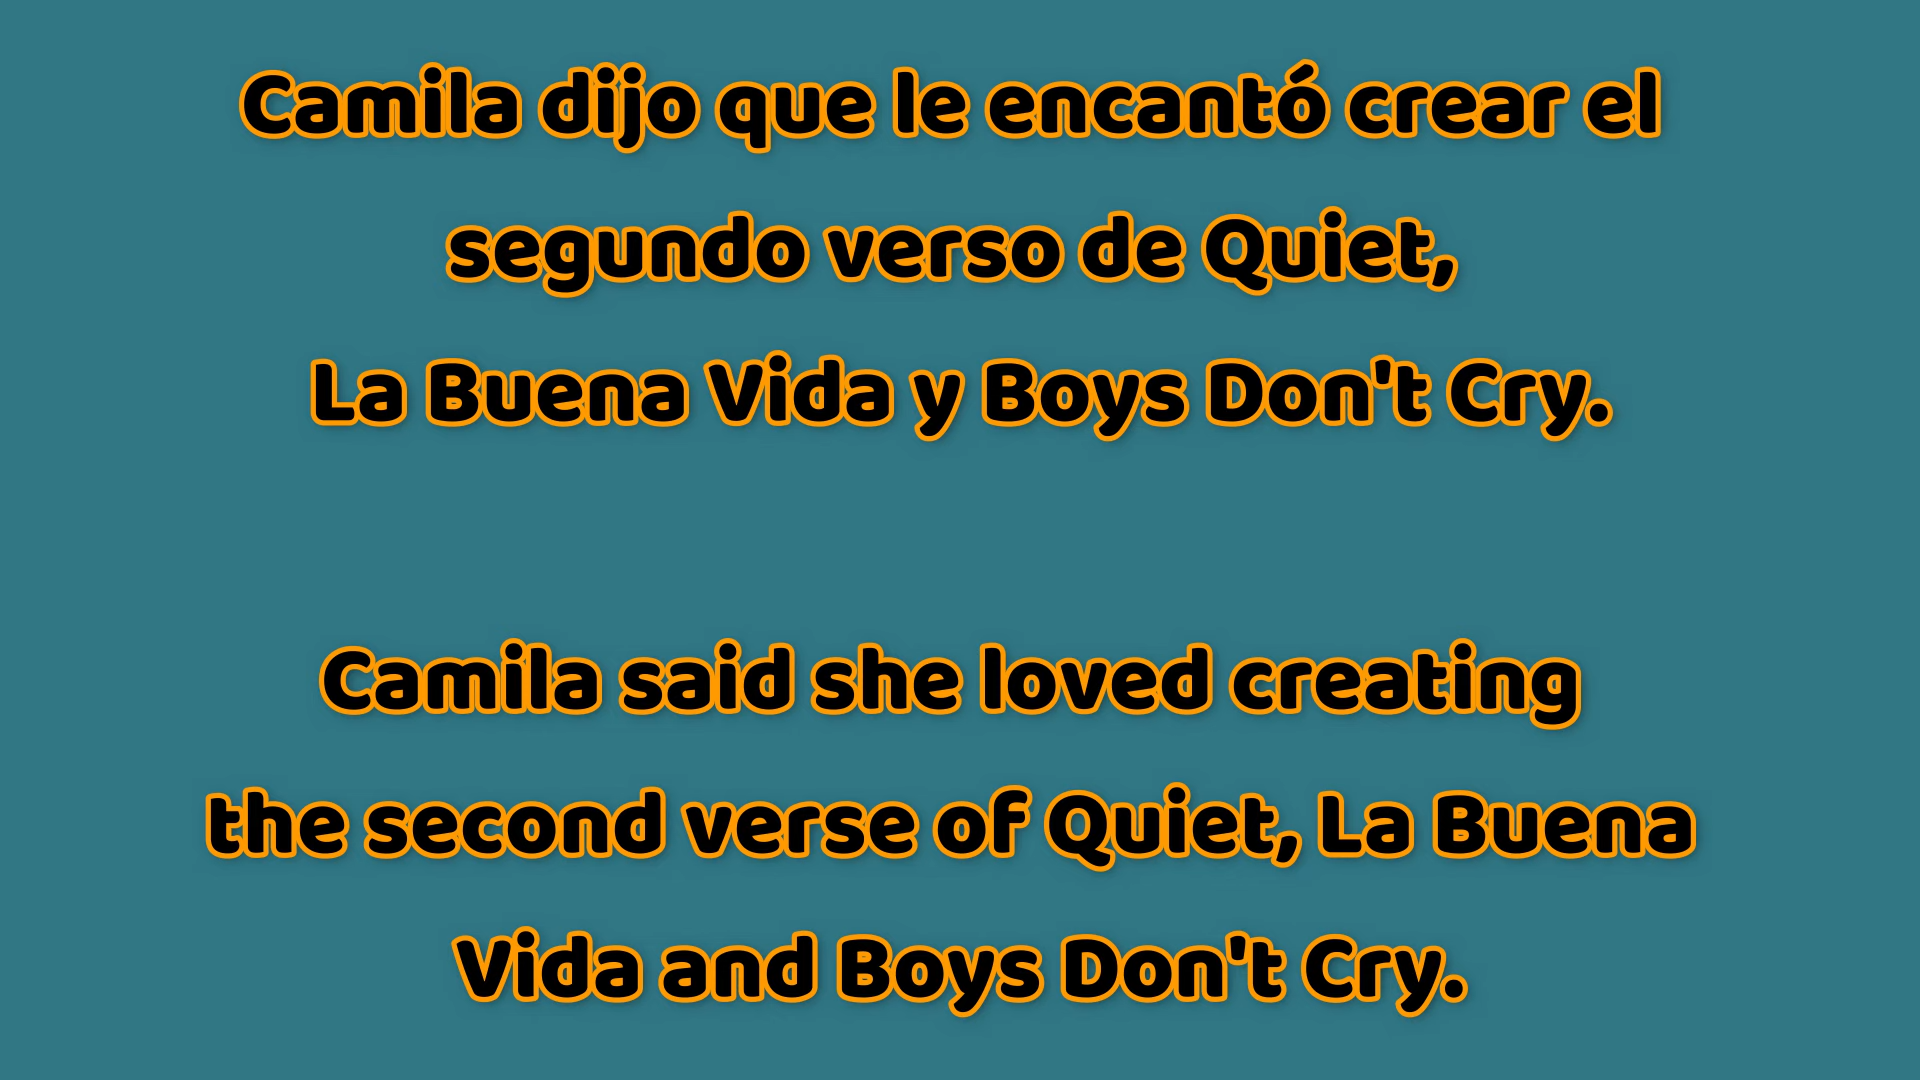 Camila dijo que le encantó crear el
segundo verso de Quiet,
La Buena Vida y Boys Don't Cry.
Camila said she loved creating
the second verse of Quiet, La Buena
Vida and Boys Don't Cry.